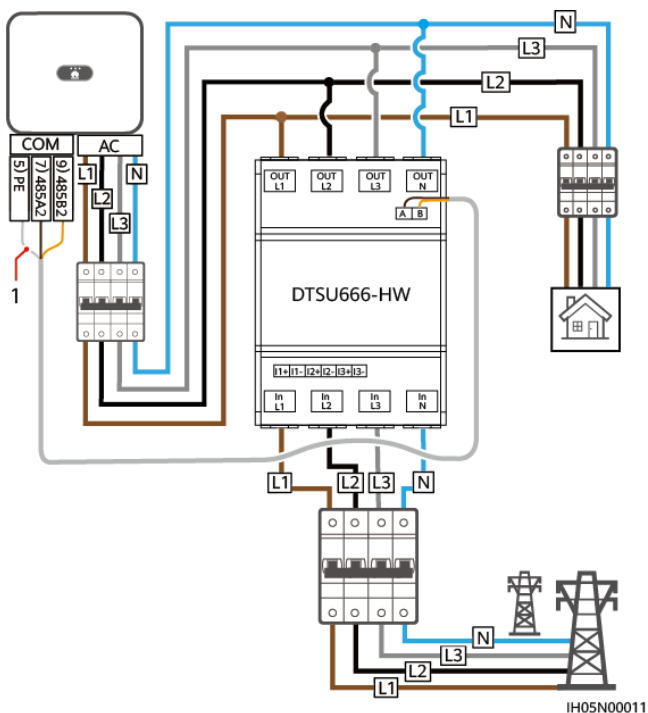 N
L3
L2
L1
COM
AC
5) PE
7) 485A2
9) 485B2
L1
L2
L3
N
OUT
L1
OUT
L2
OUT
L3
OUT
N
A B
1
DTSU666-HW
I1+ I1- I2+ I2- I3+ I3-
In
L1
In
L2
In
L3
In
N
L1
L2
L3
N
N
L3
L2
L1
IH05N00011